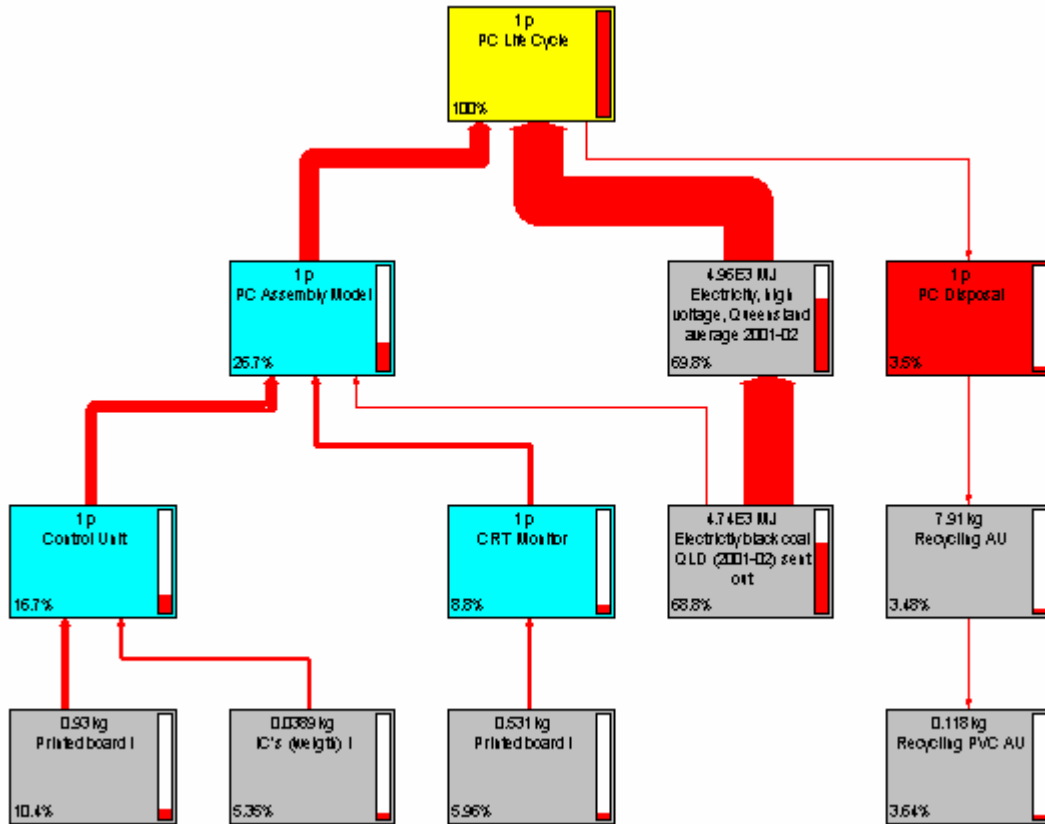 1 p
PC Life Cycle
100%
1 p
PC Assembly Model
26.7%
4.96E3 MJ
Electricity, high
voltage, Queensland
average 2001-02
69.8%
1 p
PC Disposal
3.5%
1 p
Control Unit
16.7%
1 p
CRT Monitor
8.8%
4.74E3 MJ
Electricity black coal
QLD (2001-02) sent
out
68.8%
7.91 kg
Recycling AU
3.48%
0.93 kg
Printed board I
10.4%
0.0389 kg
IC's (weigth) I
5.35%
0.531 kg
Printed board I
5.96%
0.118 kg
Recycling PVC AU
3.64%